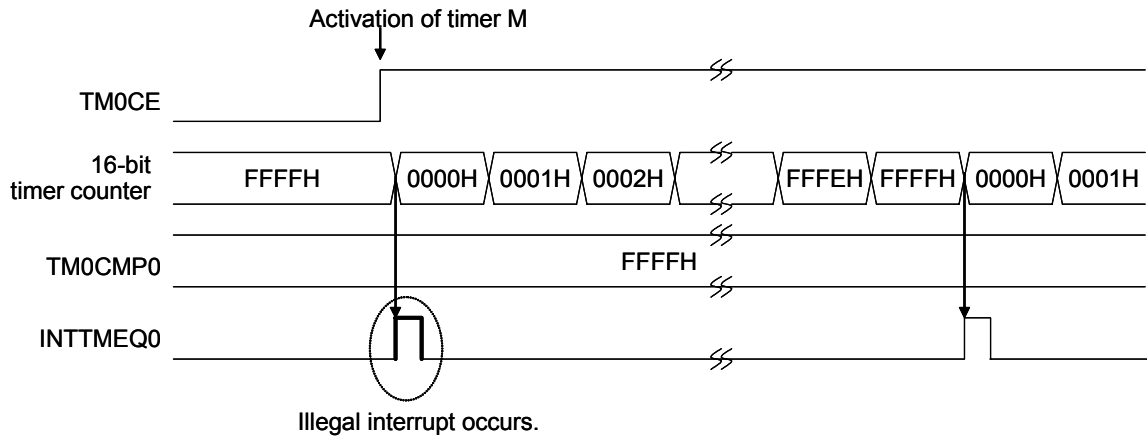 Activation of timer M
TM0CE
16-bit
timer counter
FFFFH 0000H 0001H 0002H FFFEH FFFFH 0000H 0001H
TM0CMP0
FFFFH
INTTMEQ0
Illegal interrupt occurs.